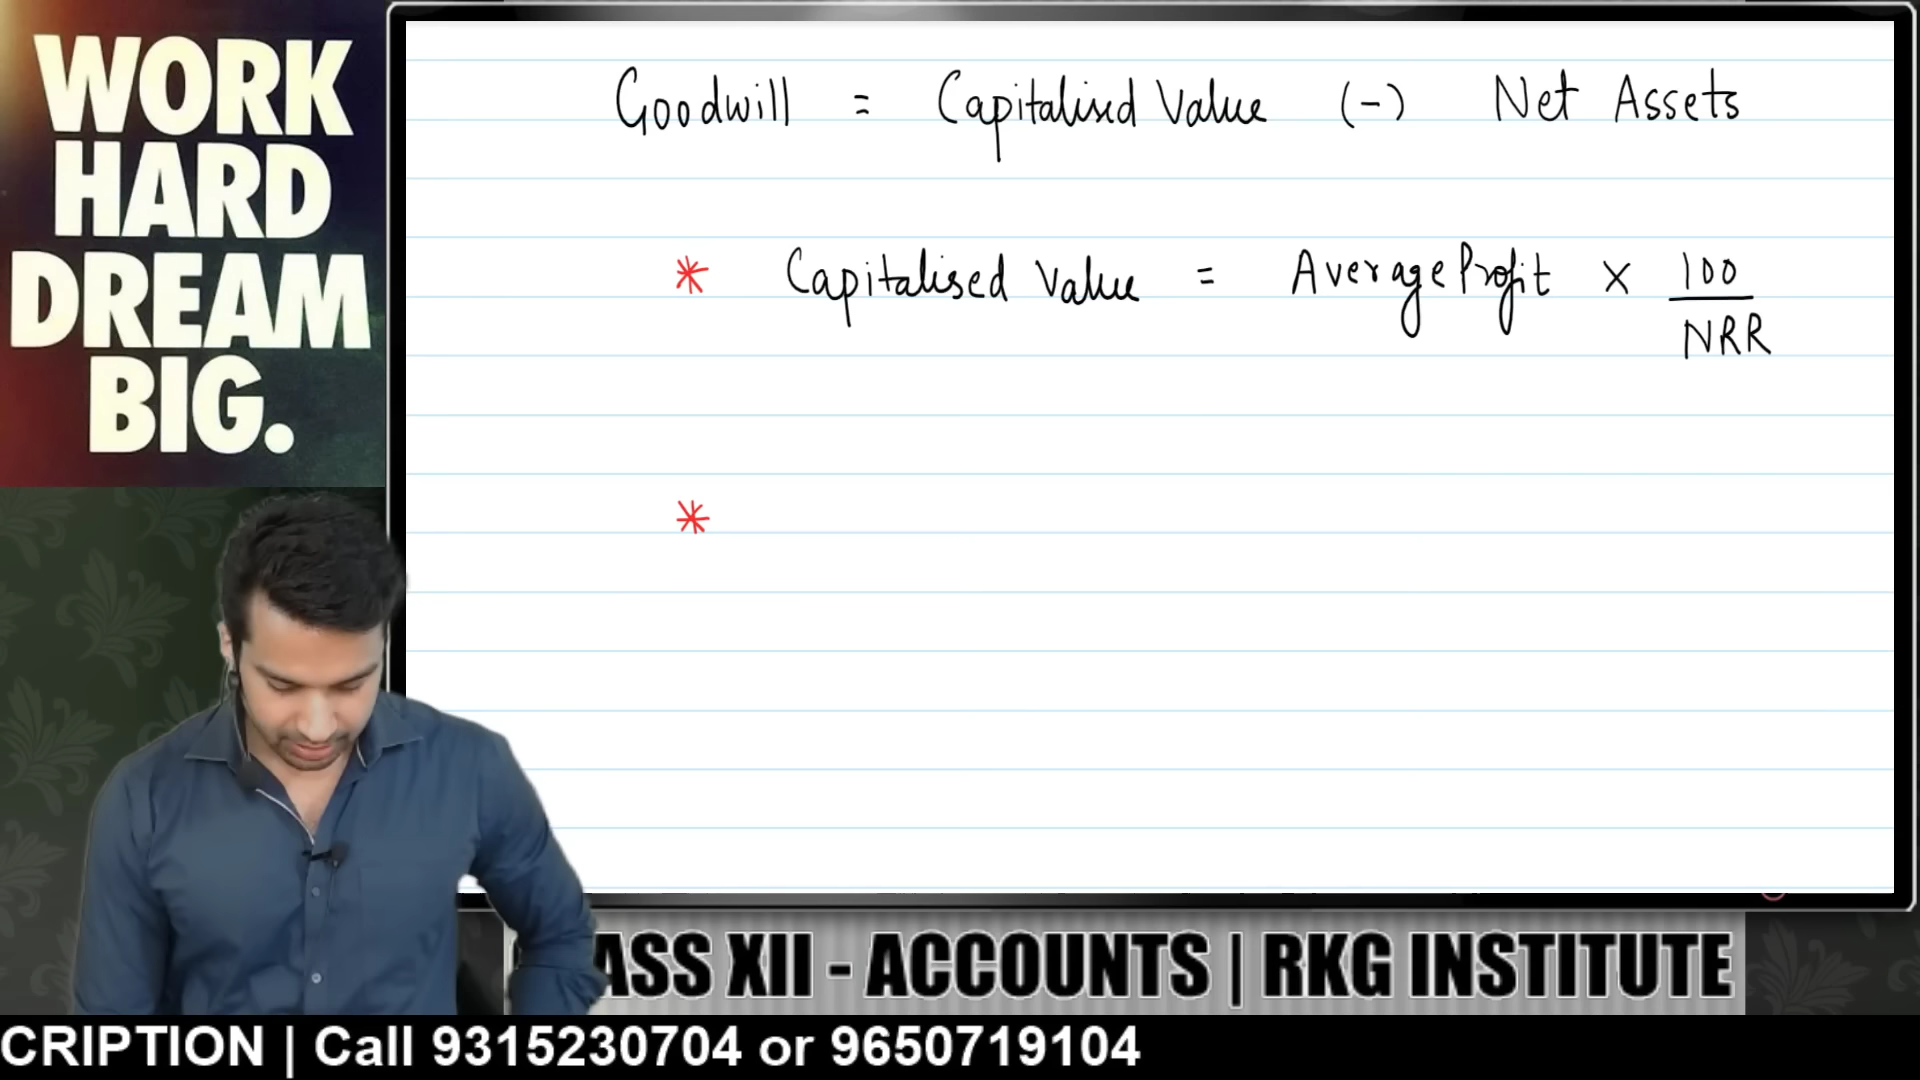 WORK
HARD
DREAM
BIG.
Goodwill = Capitalised Value (-) Net Assets
* Capitalised Value = Average Profit × 100
NRR
*
ASS XII - ACCOUNTS | RKG INSTITUTE
CRIPTION | Call 9315230704 or 9650719104